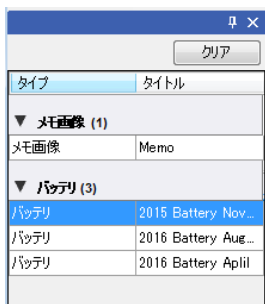 クリア
タイプ タイトル
▼ メモ画像 (1)
メモ画像 Memo
▼ バッテリ (3)
バッテリ 2015 Battery Nov...
バッテリ 2016 Battery Aug...
バッテリ 2016 Battery Aplil